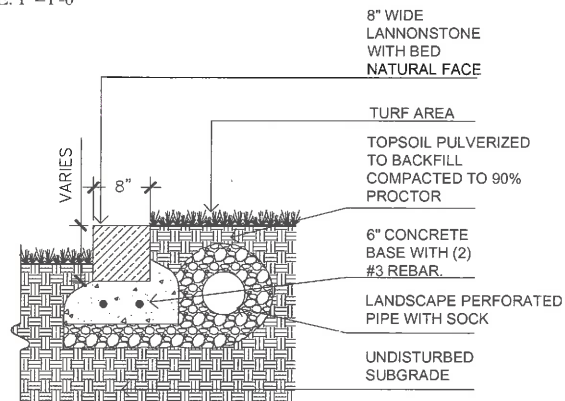 8" WIDE
LANNONSTONE
WITH BED
NATURAL FACE
TURF AREA
TOPSOIL PULVERIZED
TO BACKFILL
COMPACTED TO 90%
PROCTOR
VARIES
8"
6" CONCRETE
BASE WITH (2)
#3 REBAR.
LANDSCAPE PERFORATED
PIPE WITH SOCK
UNDISTURBED
SUBGRADE